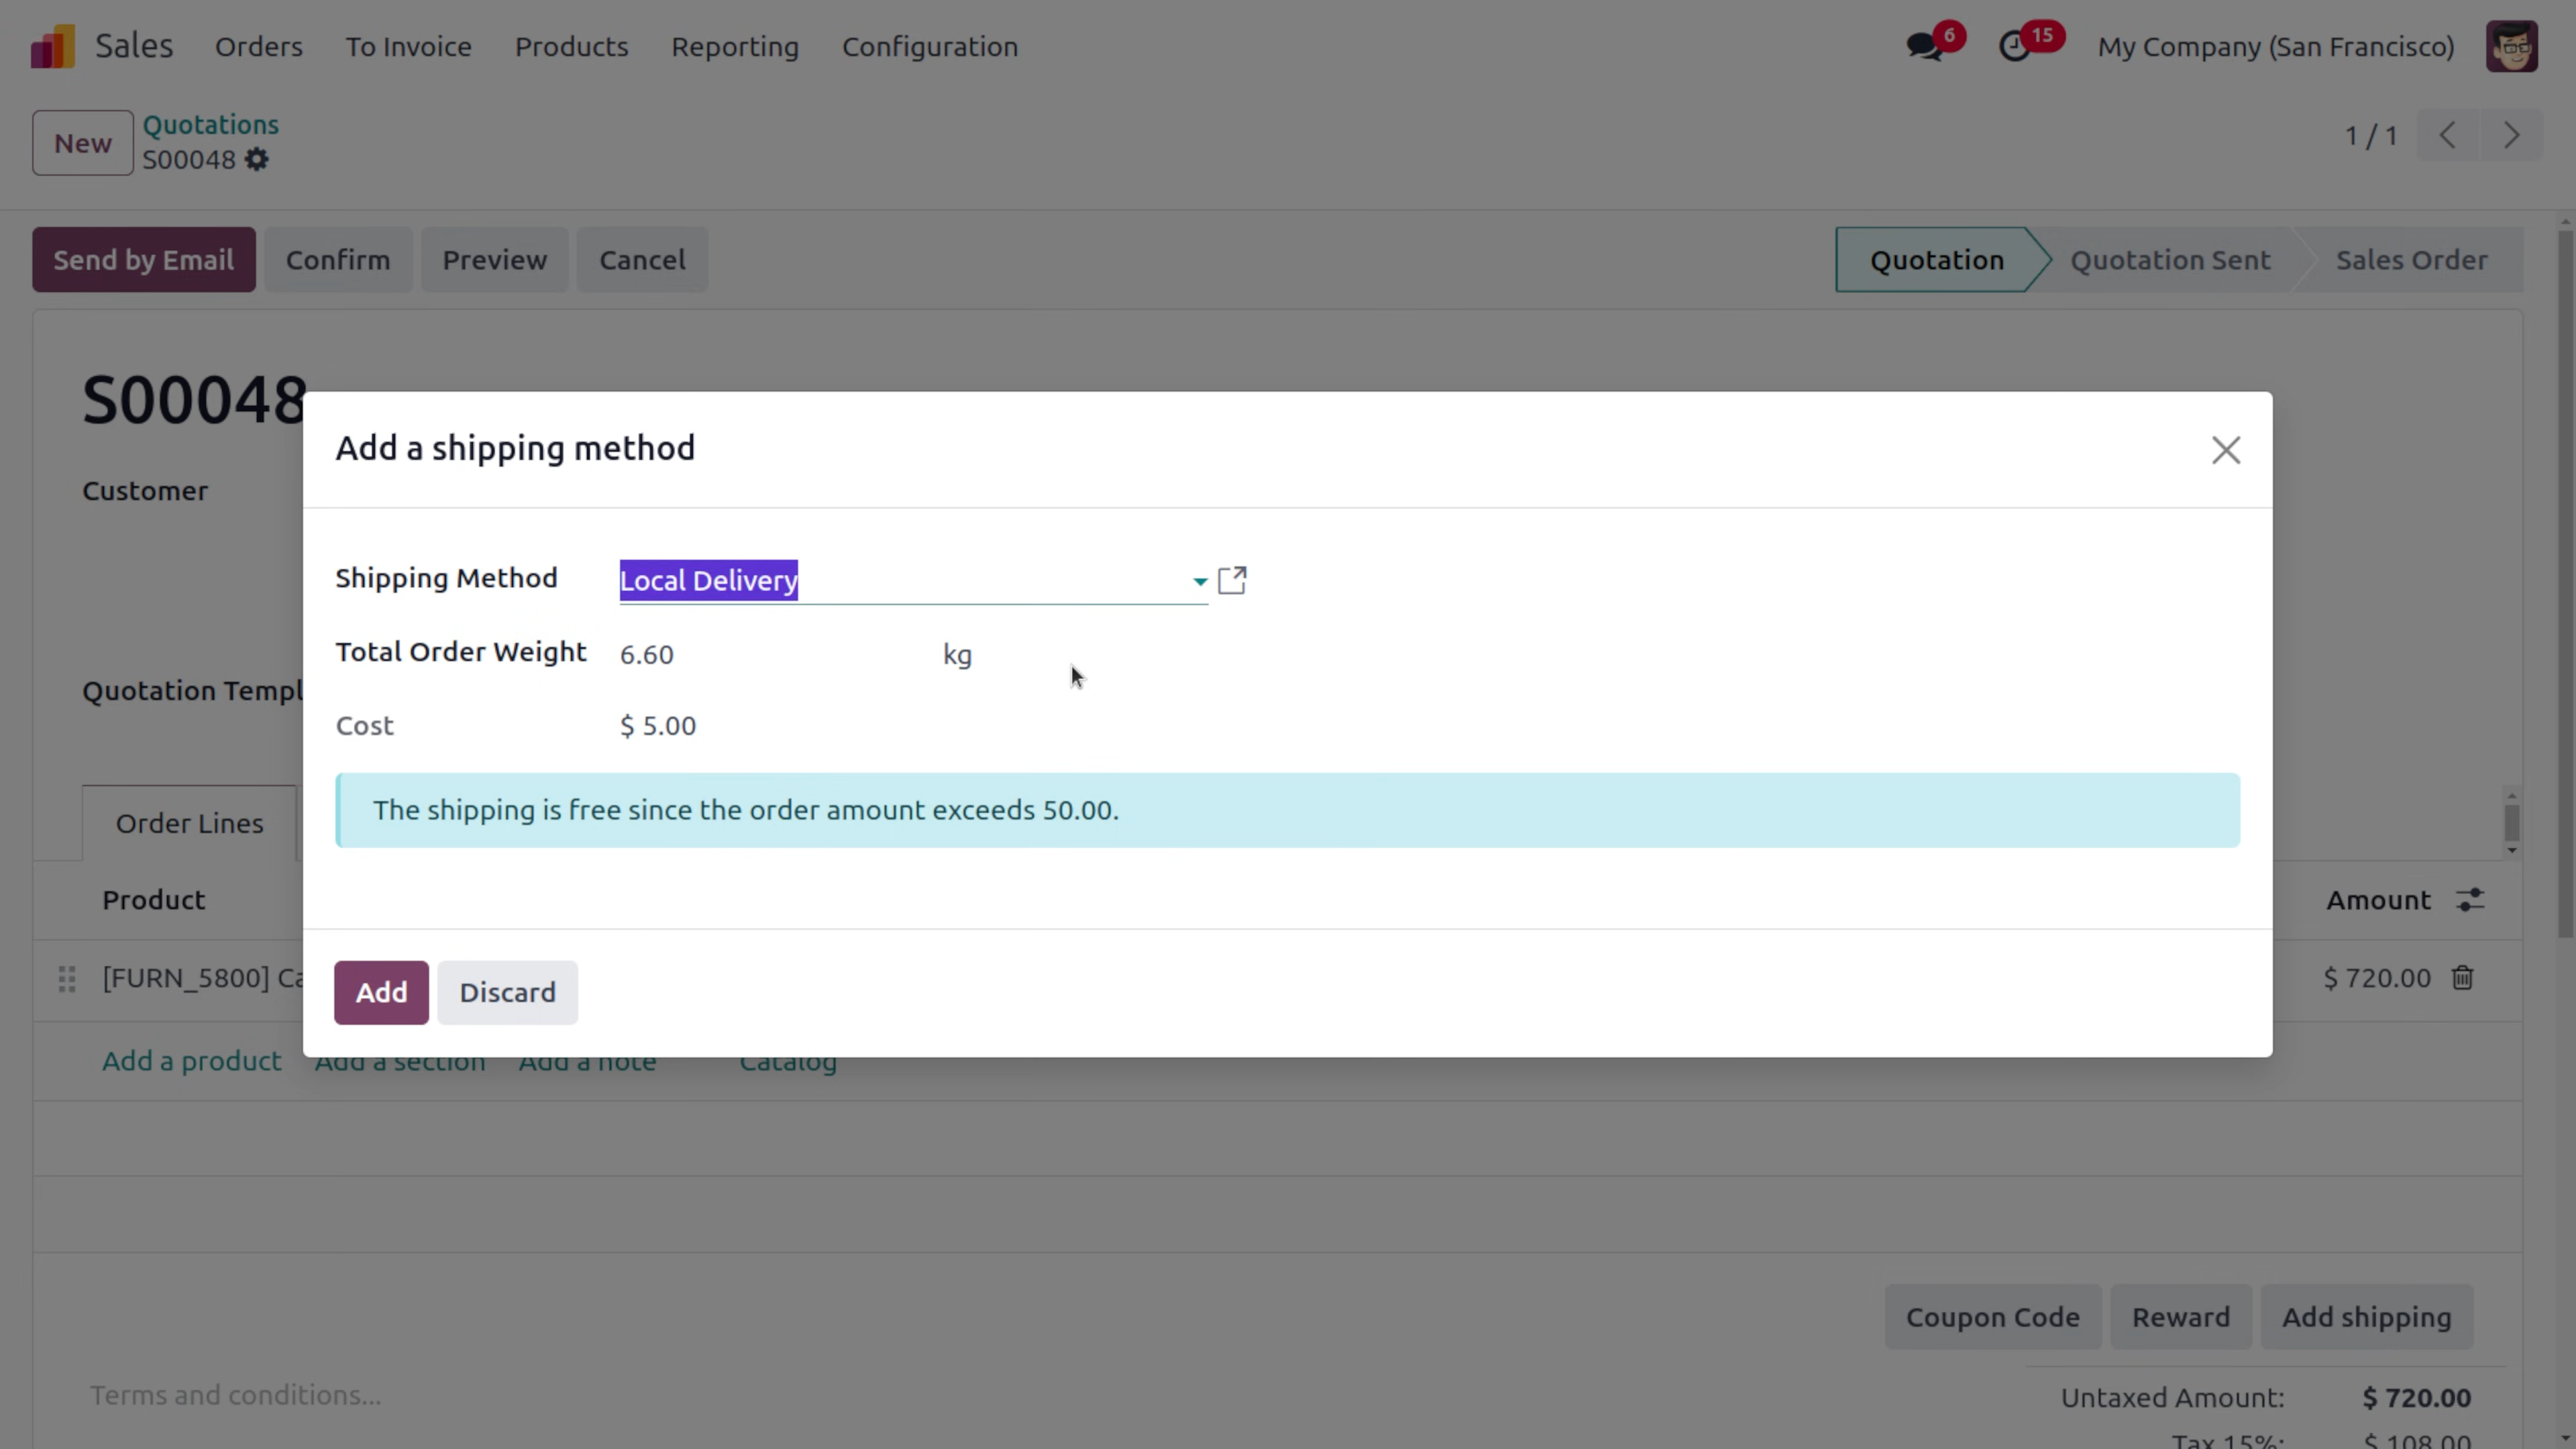 Sales Orders To Invoice Products Reporting Configuration 6 15 My Company (San Francisco)
New Quotations 1 / 1
S00048
Send by Email Confirm Preview Cancel Quotation Quotation Sent Sales Order
S00048
Add a shipping method
Customer
Shipping Method Local Delivery
Total Order Weight 6.60 kg
Quotation Templ
Cost $ 5.00
The shipping is free since the order amount exceeds 50.00.
Order Lines
Product Amount
[FURN_5800] Ca $ 720.00
Add Discard
Add a product Add a section Add a note Catalog
Coupon Code Reward Add shipping
Terms and conditions... Untaxed Amount: $ 720.00
Tax 15%: $ 108.00